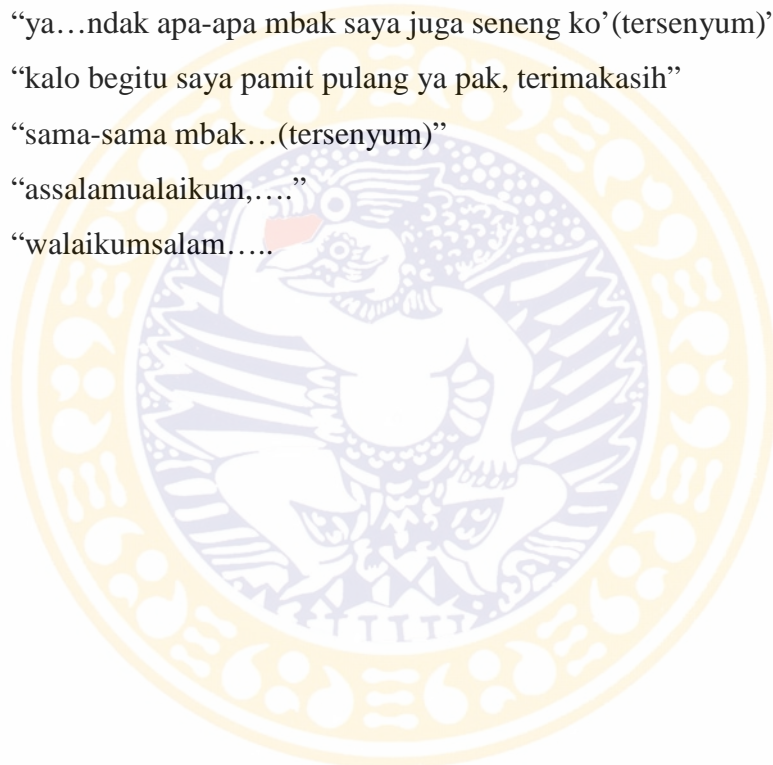 “ya…ndak apa-apa mbak saya juga seneng ko’(tersenyum)’
“kalo begitu saya pamit pulang ya pak, terimakasih”
“sama-sama mbak…(tersenyum)”
“assalamualaikum,….”
“walaikumsalam…..